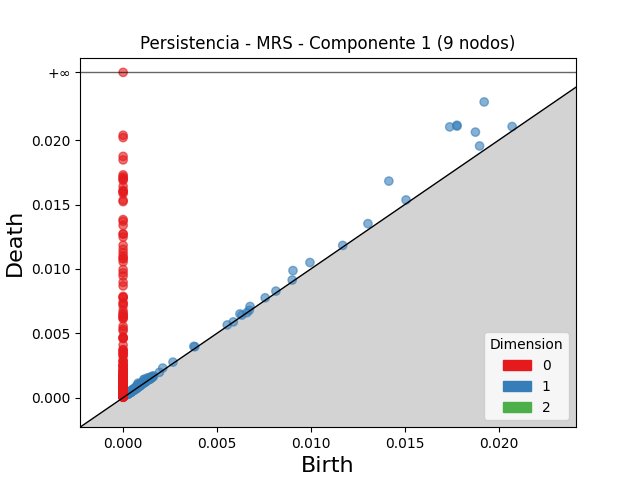 Persistencia - MRS - Componente 1 (9 nodos)
+∞
0.020
0.015
0.010
0.005
0.000
Death
Dimension
0
1
2
0.000 0.005 0.010 0.015 0.020
Birth